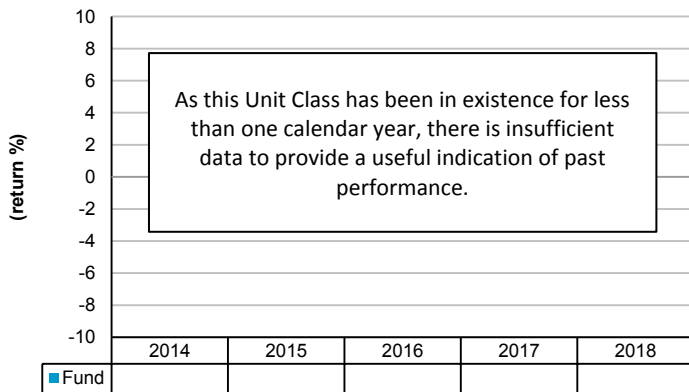 (return %)
10
8
6
4
2
0
-2
-4
-6
-8
-10
As this Unit Class has been in existence for less
than one calendar year, there is insufficient
data to provide a useful indication of past
performance.
2014 2015 2016 2017 2018
Fund